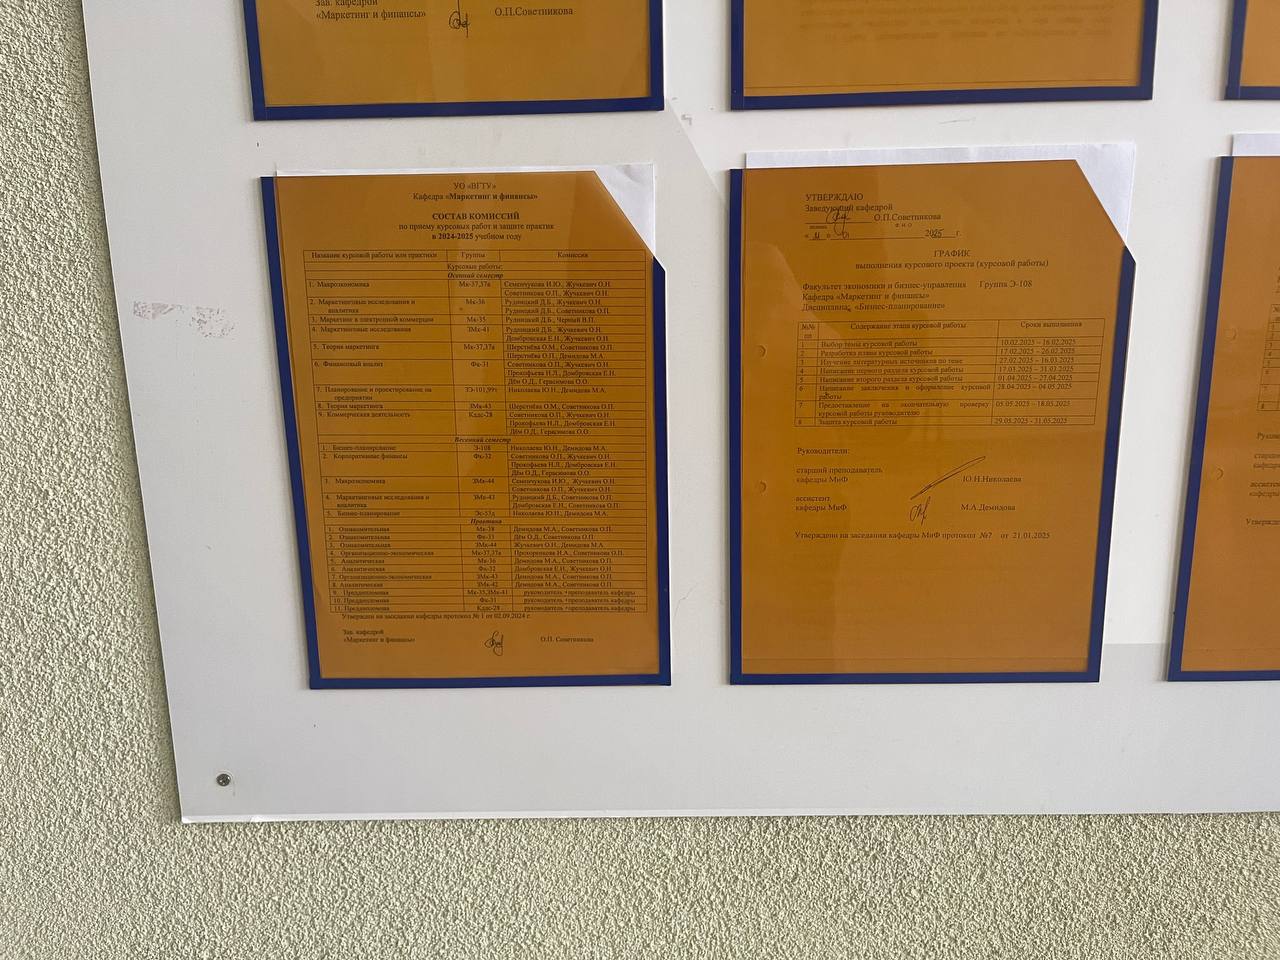 Зав. кафедрой
«Маркетинг и финансы» О.П.Советникова
УО «ВГТУ»
Кафедра «Маркетинг и финансы»
СОСТАВ КОМИССИЙ
по приему курсовых работ и защите практик
в 2024-2025 учебном году
Название курсовой работы или практики Группы Комиссия
Курсовые работы:
Осенний семестр
1. Макроэкономика Мк-37,37а Семенчукова И.Ю., Жучкевич О.Н.
Советникова О.П., Жучкевич О.Н.
2. Маркетинговые исследования и Мк-36 Рудницкий Д.Б., Жучкевич О.Н.
аналитика Рудницкий Д.Б., Советникова О.П.
3. Маркетинг в электронной коммерции Мк-35 Рудницкий Д.Б., Черный В.П.
4. Маркетинговые исследования ЗМк-41 Рудницкий Д.Б., Жучкевич О.Н.
Домбровская Е.Н., Жучкевич О.Н.
5. Теория маркетинга Мк-37,37а Шерстнёва О.М., Советникова О.П.
Шерстнёва О.П., Демидова М.А.
6. Финансовый анализ Фк-31 Советникова О.П., Жучкевич О.Н.
Прокофьева Н.Л., Домбровская Е.Н.
Дём О.Д., Герасимова О.О.
7. Планирование и проектирование на ТЭ-101,99т Николаева Ю.Н., Демидова М.А.
предприятии
8. Теория маркетинга ЗМк-43 Шерстнёва О.М., Советникова О.П.
9. Коммерческая деятельность Кддс-28 Советникова О.П., Жучкевич О.Н.
Прокофьева Н.Л., Домбровская Е.Н.
Дём О.Д., Герасимова О.О.
Весенний семестр
1. Бизнес-планирование Э-108 Николаева Ю.Н., Демидова М.А.
2. Корпоративные финансы Фк-32 Советникова О.П., Жучкевич О.Н.
Прокофьева Н.Л., Домбровская Е.Н.
Дём О.Д., Герасимова О.О.
3. Макроэкономика ЗМк-44 Семенчукова И.Ю., Жучкевич О.Н.
Советникова О.П., Жучкевич О.Н.
4. Маркетинговые исследования и ЗМк-43 Рудницкий Д.Б., Советникова О.П.
аналитика Домбровская Е.Н., Советникова О.П.
5. Бизнес-планирование Эс-53д Николаева Ю.Н., Демидова М.А.
Практика
1. Ознакомительная Мк-38 Демидова М.А., Советникова О.П.
2. Ознакомительная Фк-33 Дём О.Д., Советникова О.П.
3. Ознакомительная ЗМк-44 Жучкевич О.Н., Демидова М.А.
4. Организационно-экономическая Мк-37,37а Прохоренкова И.А., Советникова О.П.
5. Аналитическая Мк-36 Демидова М.А., Советникова О.П.
6. Аналитическая Фк-32 Домбровская Е.Н., Жучкевич О.Н.
7. Организационно-экономическая ЗМк-43 Демидова М.А., Советникова О.П.
8. Аналитическая ЗМк-42 Демидова М.А., Советникова О.П.
9. Преддипломная Мк-35,ЗМк-41 руководитель +преподаватель кафедры
10. Преддипломная Фк-31 руководитель +преподаватель кафедры
11. Преддипломная Кддс-28 руководитель +преподаватель кафедры
Утвержден на заседании кафедры протокол № 1 от 02.09.2024 г.
Зав. кафедрой
«Маркетинг и финансы» О.П. Советникова
УТВЕРЖДАЮ
Заведующий кафедрой
О.П.Советникова
подпись Ф И О
2025 г.
ГРАФИК
выполнения курсового проекта (курсовой работы)
Факультет экономики и бизнес-управления Группа Э-108
Кафедра «Маркетинг и финансы»
Дисциплина «Бизнес-планирование»
№№ Содержание этапа курсовой работы Сроки выполнения
пп
1 Выбор темы курсовой работы 10.02.2025 – 16.02.2025
2 Разработка плана курсовой работы 17.02.2025 – 26.02.2025
3 Изучение литературных источников по теме 27.02.2025 – 16.03.2025
4 Написание первого раздела курсовой работы 17.03.2025 – 31.03.2025
5 Написание второго раздела курсовой работы 01.04.2025 – 27.04.2025
6 Написание заключения и оформление курсовой 28.04.2025 – 04.05.2025
работы
7 Предоставление на окончательную проверку 05.05.2025 – 18.05.2025
курсовой работы руководителю
8 Защита курсовой работы 29.05.2025 – 31.05.2025
Руководители:
старший преподаватель
кафедры МиФ Ю.Н.Николаева
ассистент
кафедры МиФ М.А.Демидова
Утверждено на заседании кафедры МиФ протокол №7 от 21.01.2025